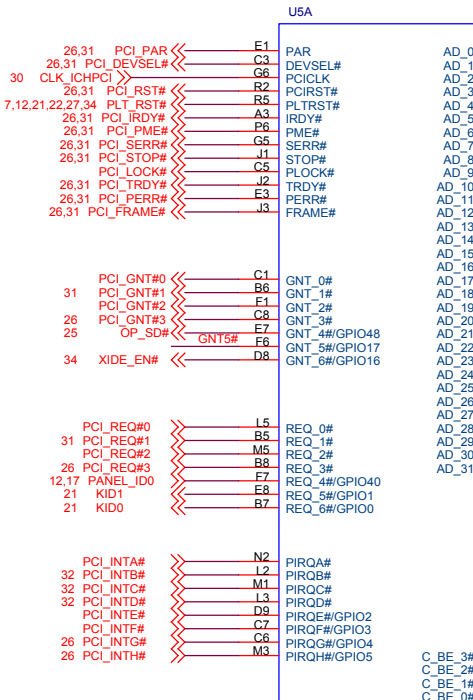 U5A
26,31 PCI_PAR E1 PAR AD_0
26,31 PCI_DEVSEL# C3 DEVSEL# AD_1
30 CLK_ICHPCI G6 PCICLK AD_2
26,31 PCI_RST# R2 PCIRST# AD_3
7,12,21,22,27,34 PLT_RST# R5 PLTRST# AD_4
26,31 PCI_IRDY# A3 IRDY# AD_5
26,31 PCI_PME# P6 PME# AD_6
26,31 PCI_SERR# G5 SERR# AD_7
26,31 PCI_STOP# J1 STOP# AD_8
PCI_LOCK# C5 PLOCK# AD_9
26,31 PCI_TRDY# J2 TRDY# AD_10
26,31 PCI_PERR# E3 PERR# AD_11
26,31 PCI_FRAME# J3 FRAME# AD_12
AD_13
AD_14
AD_15
AD_16
PCI_GNT#0 C1 GNT_0# AD_17
31 PCI_GNT#1 B6 GNT_1# AD_18
PCI_GNT#2 F1 GNT_2# AD_19
26 PCI_GNT#3 C8 GNT_3# AD_20
25 OP_SD# E7 GNT_4#/GPIO48 AD_21
GNT5# F6 GNT_5#/GPIO17 AD_22
34 XIDE_EN# D8 GNT_6#/GPIO16 AD_23
AD_24
AD_25
AD_26
AD_27
PCI_REQ#0 L5 REQ_0# AD_28
31 PCI_REQ#1 B5 REQ_1# AD_29
PCI_REQ#2 M5 REQ_2# AD_30
26 PCI_REQ#3 B8 REQ_3# AD_31
12,17 PANEL_ID0 F7 REQ_4#/GPIO40
21 KID1 E8 REQ_5#/GPIO1
21 KID0 B7 REQ_6#/GPIO0
PCI_INTA# N2 PIRQA#
32 PCI_INTB# L2 PIRQB#
32 PCI_INTC# M1 PIRQC#
32 PCI_INTD# L3 PIRQD#
PCI_INTE# D9 PIRQE#/GPIO2
PCI_INTF# C7 PIRQF#/GPIO3
26 PCI_INTG# C6 PIRQG#/GPIO4
26 PCI_INTH# M3 PIRQH#/GPIO5 C_BE_3#
C_BE_2#
C_BE_1#
C_BE_0#